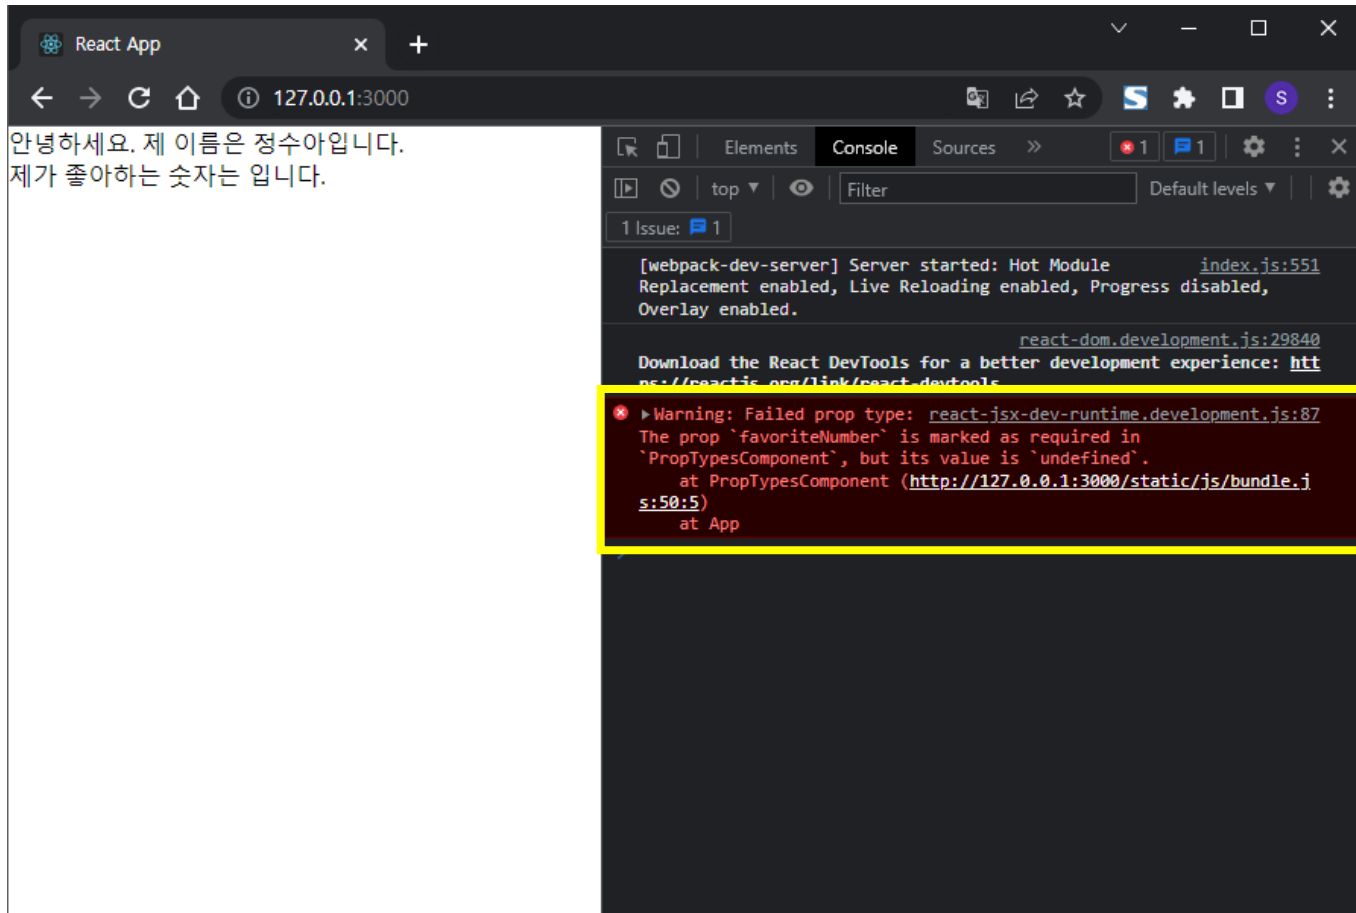 React App
127.0.0.1:3000
S
S
안녕하세요. 제 이름은 정수아입니다.
제가 좋아하는 숫자는 입니다.
Elements Console Sources » 1 1
top ▼ Filter Default levels ▼
1 Issue: 1
[webpack-dev-server] Server started: Hot Module index.js:551
Replacement enabled, Live Reloading enabled, Progress disabled,
Overlay enabled.
react-dom.development.js:29840
Download the React DevTools for a better development experience: htt
ps://reactjs.org/link/react-devtools
Warning: Failed prop type: react-jsx-dev-runtime.development.js:87
The prop `favoriteNumber` is marked as required in
`PropTypesComponent`, but its value is `undefined`.
at PropTypesComponent (http://127.0.0.1:3000/static/js/bundle.j
s:50:5)
at App